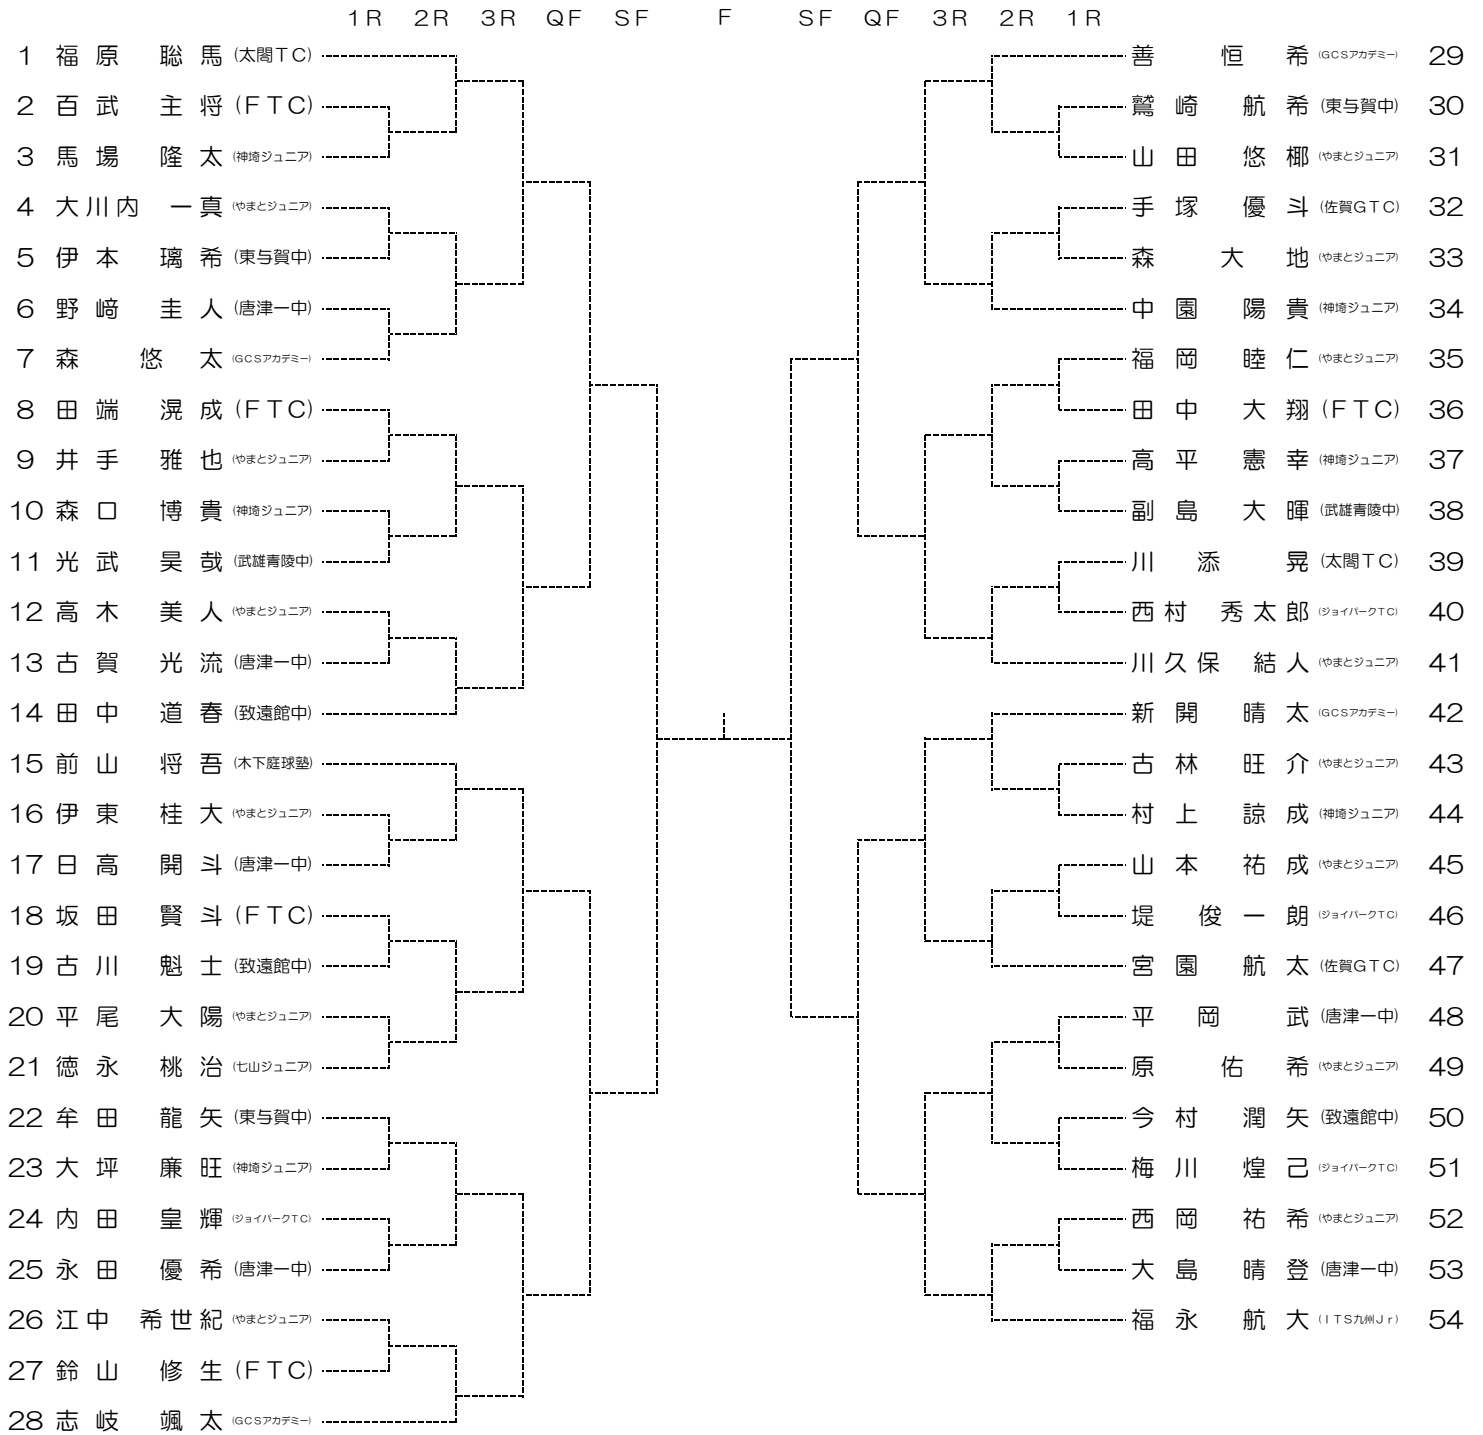 1R 2R 3R QF SF F SF QF 3R 2R 1R
1 福原 聡馬 (太閤TC)
2 百武 主将 (FTC)
3 馬場 隆太 (神埼ジュニア)
4 大川内 一真 (やまとジュニア)
5 伊本 璃希 (東与賀中)
6 野﨑 圭人 (唐津一中)
7 森 悠太 (GCSアカデミー)
8 田端 滉成 (FTC)
9 井手 雅也 (やまとジュニア)
10 森口 博貴 (神埼ジュニア)
11 光武 昊哉 (武雄青陵中)
12 高木 美人 (やまとジュニア)
13 古賀 光流 (唐津一中)
14 田中 道春 (致遠館中)
15 前山 将吾 (木下庭球塾)
16 伊東 桂大 (やまとジュニア)
17 日高 開斗 (唐津一中)
18 坂田 賢斗 (FTC)
19 古川 魁士 (致遠館中)
20 平尾 大陽 (やまとジュニア)
21 徳永 桃治 (七山ジュニア)
22 牟田 龍矢 (東与賀中)
23 大坪 廉旺 (神埼ジュニア)
24 内田 皇輝 (ジョイパークTC)
25 永田 優希 (唐津一中)
26 江中 希世紀 (やまとジュニア)
27 鈴山 修生 (FTC)
28 志岐 颯太 (GCSアカデミー)
善 恒希 (GCSアカデミー) 29
鷲崎 航希 (東与賀中) 30
山田 悠椰 (やまとジュニア) 31
手塚 優斗 (佐賀GTC) 32
森 大地 (やまとジュニア) 33
中園 陽貴 (神埼ジュニア) 34
福岡 睦仁 (やまとジュニア) 35
田中 大翔 (FTC) 36
高平 憲幸 (神埼ジュニア) 37
副島 大暉 (武雄青陵中) 38
川添 晃 (太閤TC) 39
西村 秀太郎 (ジョイパークTC) 40
川久保 結人 (やまとジュニア) 41
新開 晴太 (GCSアカデミー) 42
古林 旺介 (やまとジュニア) 43
村上 諒成 (神埼ジュニア) 44
山本 祐成 (やまとジュニア) 45
堤 俊一朗 (ジョイパークTC) 46
宮園 航太 (佐賀GTC) 47
平岡 武 (唐津一中) 48
原 佑希 (やまとジュニア) 49
今村 潤矢 (致遠館中) 50
梅川 煌己 (ジョイパークTC) 51
西岡 祐希 (やまとジュニア) 52
大島 晴登 (唐津一中) 53
福永 航大 (ITS九州Jr) 54